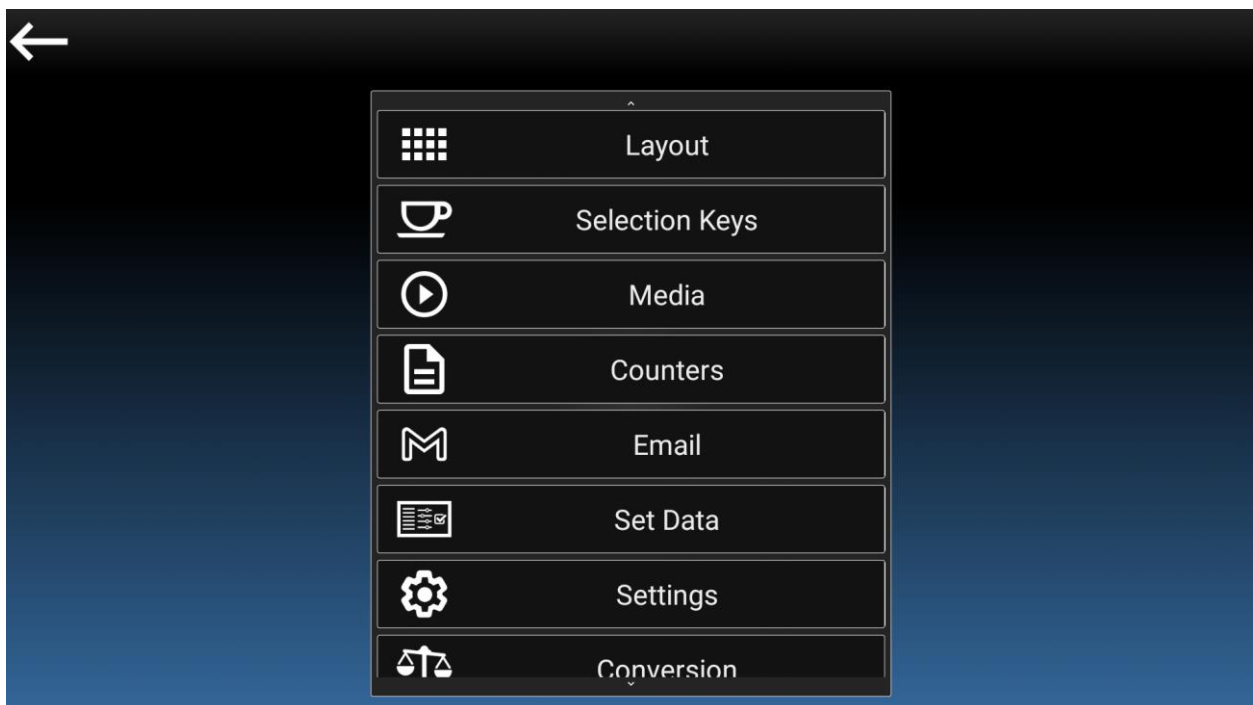 Layout
Selection Keys
Media
Counters
Email
Set Data
Settings
Conversion